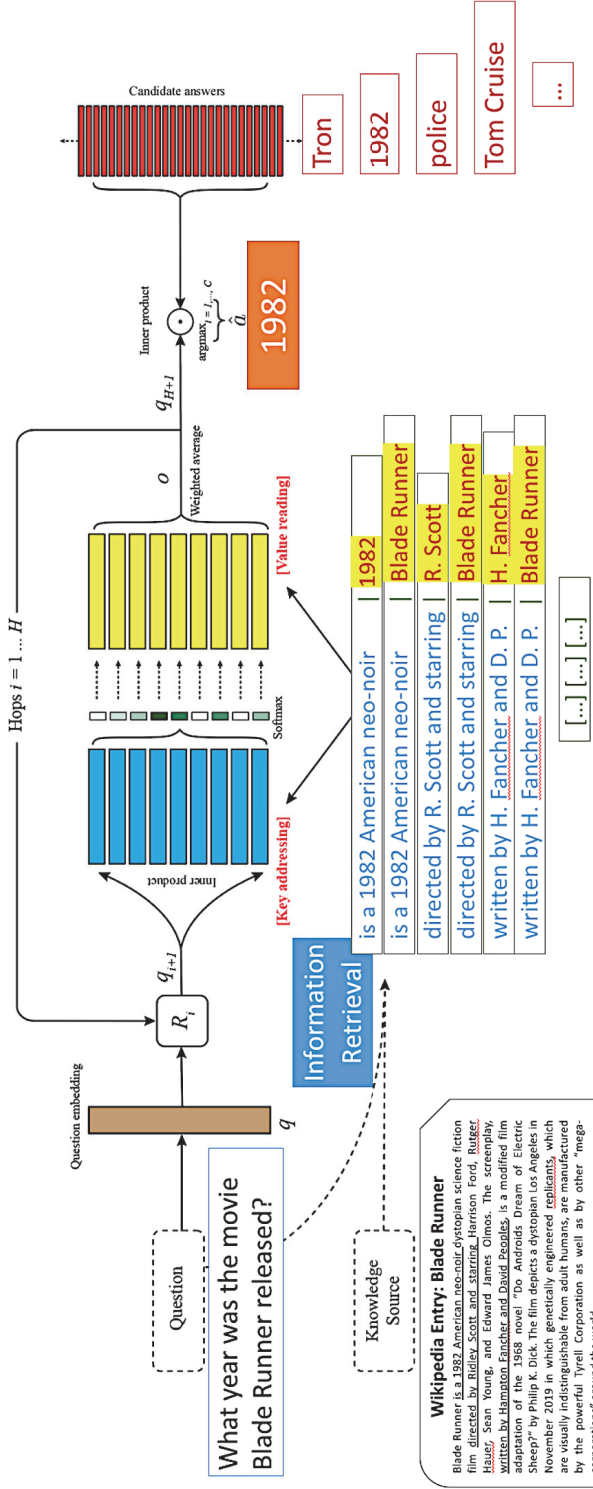 Hops i = 1 ... H
Question embedding
Question
q
R_i
q_{i+1}
Inner product
[Key addressing]
Softmax
[Value reading]
o
Weighted average
q_{H+1}
Inner product
argmax_{i = 1,..., C}
â
1982
Candidate answers
Tron
1982
police
Tom Cruise
...
What year was the movie
Blade Runner released?
Information
Retrieval
Knowledge
Source
is a 1982 American neo-noir | 1982
is a 1982 American neo-noir | Blade Runner
directed by R. Scott and starring | R. Scott
directed by R. Scott and starring | Blade Runner
written by H. Fancher and D. P. | H. Fancher
written by H. Fancher and D. P. | Blade Runner
[...] [...] [...]
Wikipedia Entry: Blade Runner
Blade Runner is a 1982 American neo-noir dystopian science fiction
film directed by Ridley Scott and starring Harrison Ford, Rutger
Hauer, Sean Young, and Edward James Olmos. The screenplay,
written by Hampton Fancher and David Peoples, is a modified film
adaptation of the 1968 novel "Do Androids Dream of Electric
Sheep?" by Philip K. Dick. The film depicts a dystopian Los Angeles in
November 2019 in which genetically engineered replicants, which
are visually indistinguishable from adult humans, are manufactured
by the powerful Tyrell Corporation as well as by other "mega-